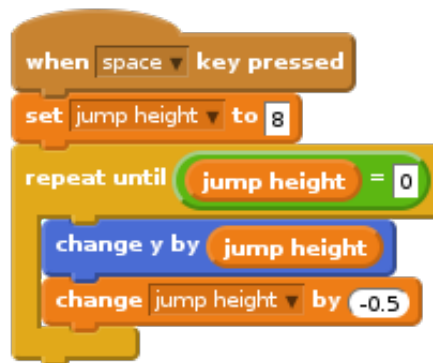 when space key pressed
set jump height to 8
repeat until jump height = 0
change y by jump height
change jump height by -0.5